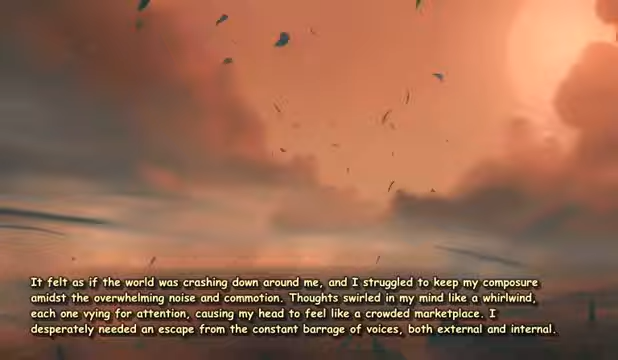 It felt as if the world was crashing down around me, and I struggled to keep my composure
amidst the overwhelming noise and commotion. Thoughts swirled in my mind like a whirlwind,
each one vying for attention, causing my head to feel like a crowded marketplace. I
desperately needed an escape from the constant barrage of voices, both external and internal.